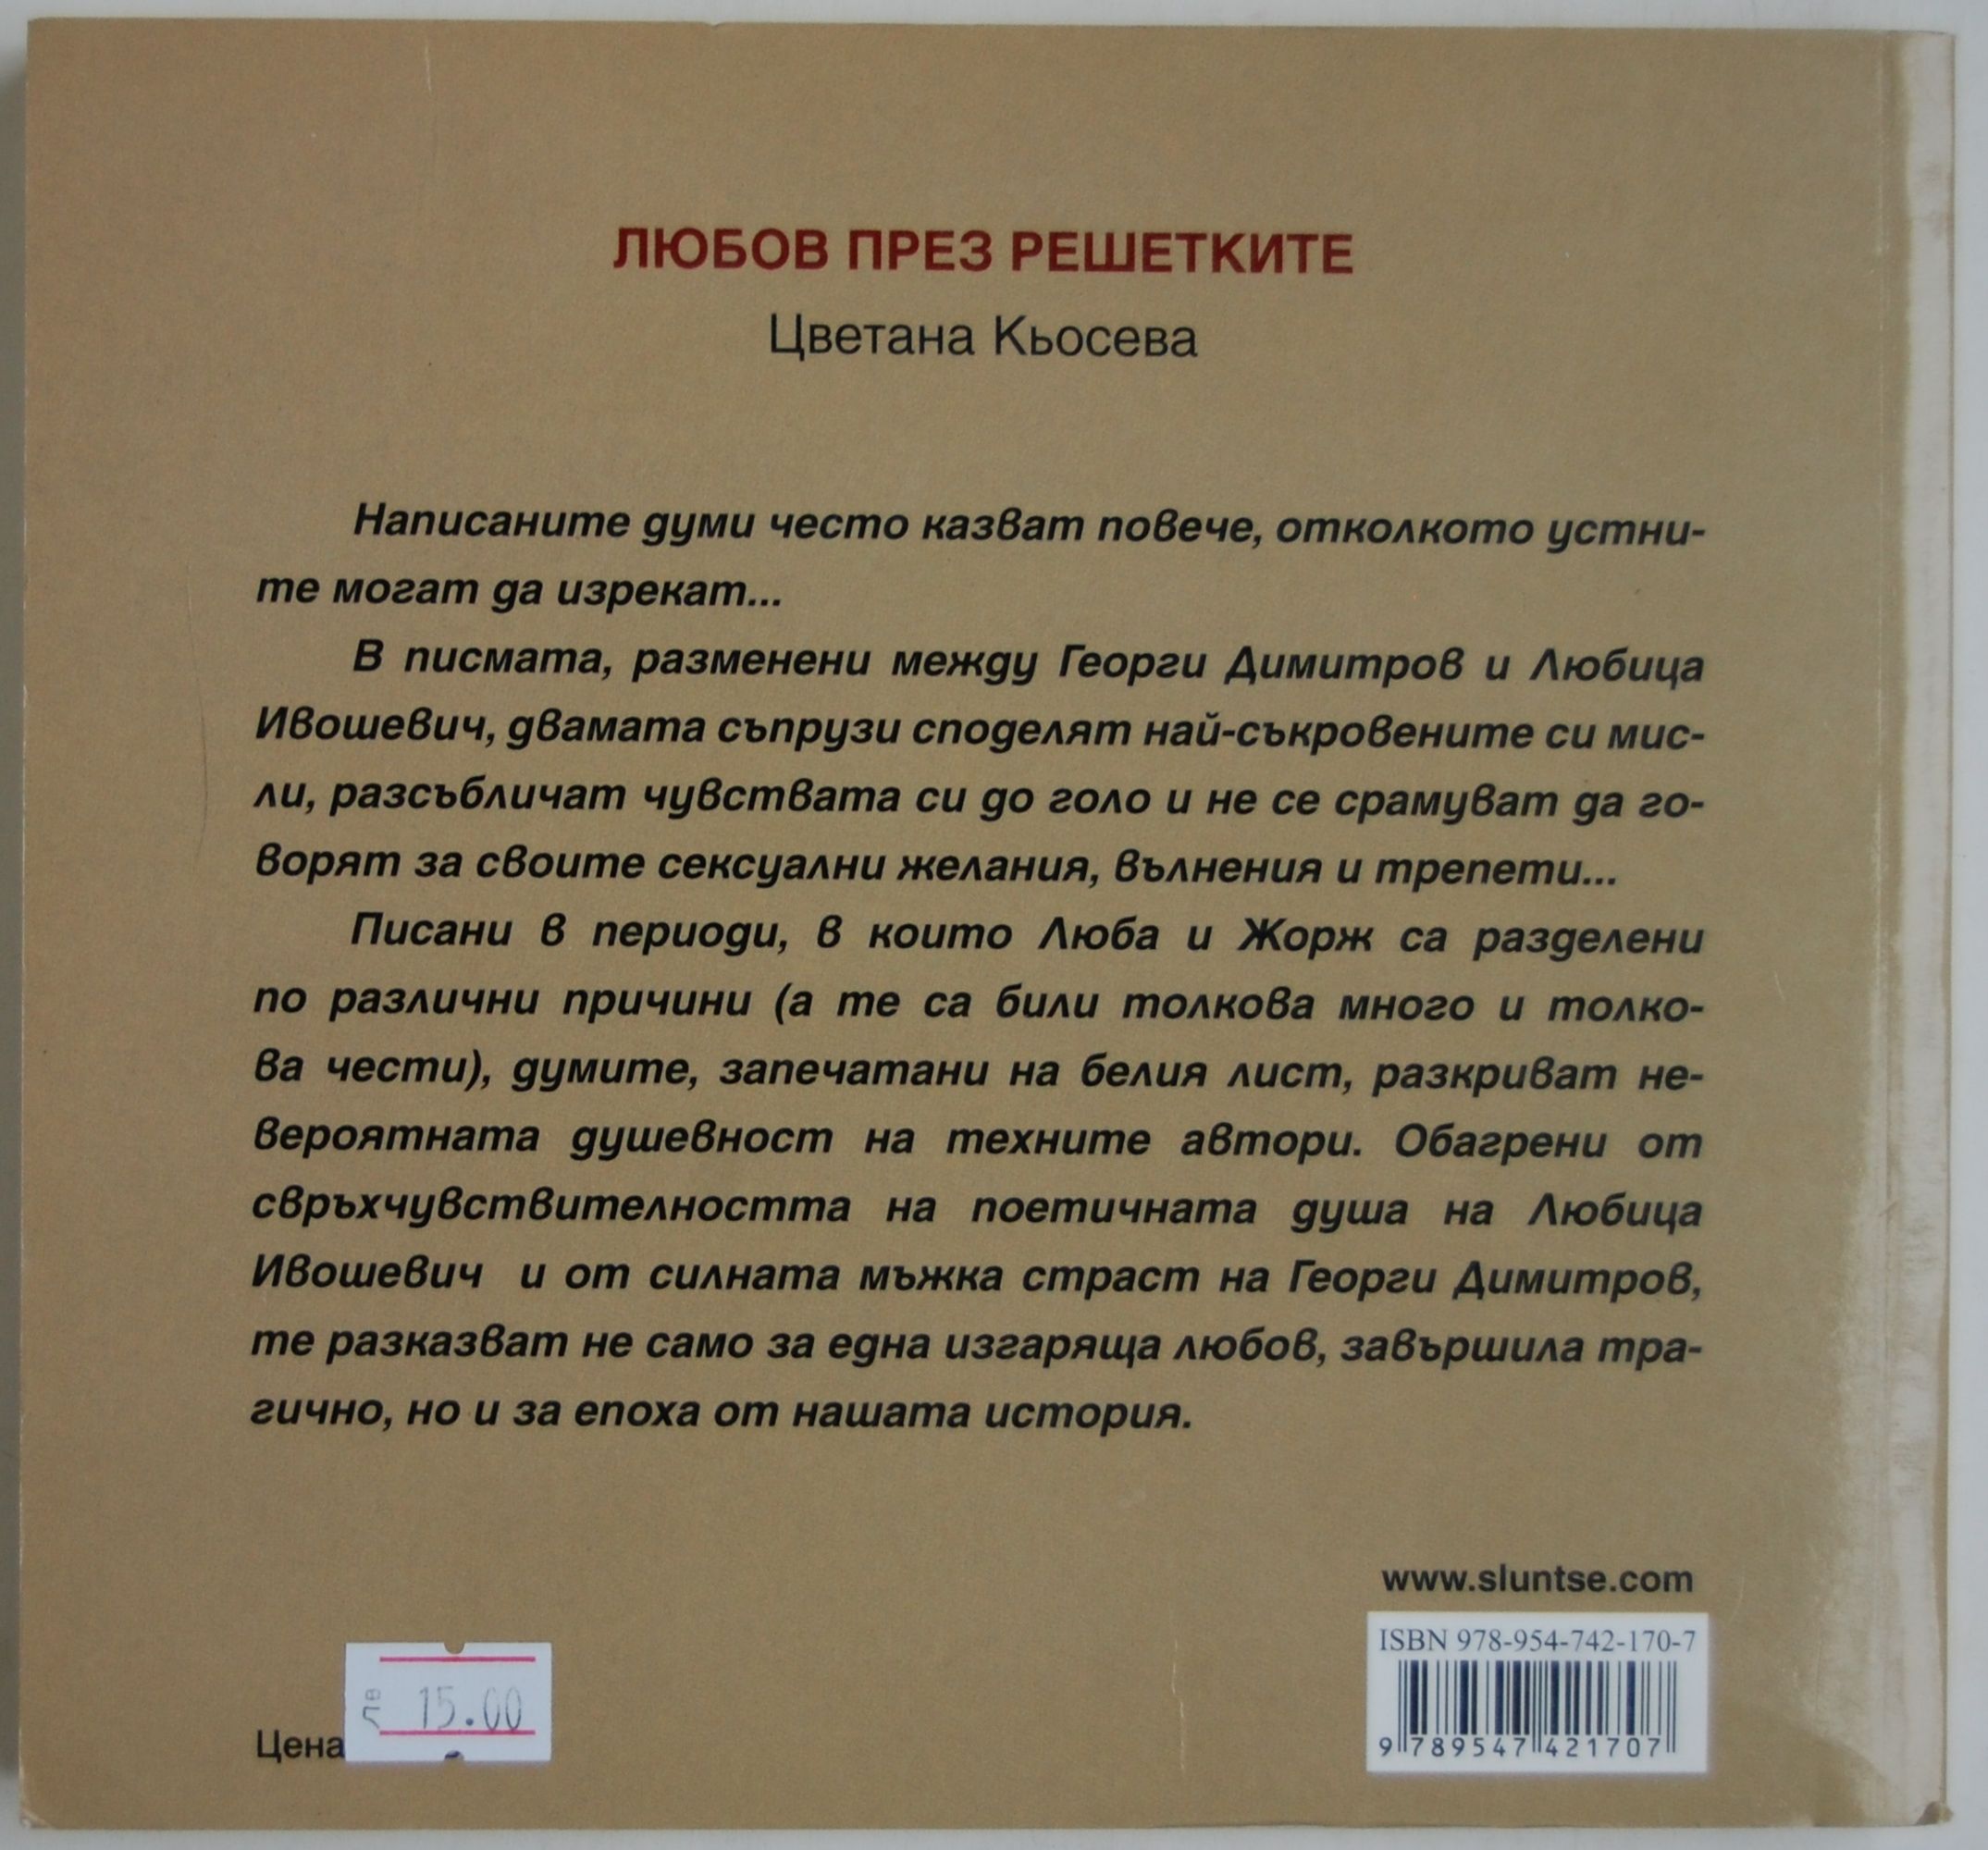 ЛЮБОВ ПРЕЗ РЕШЕТКИТЕ
Цветана Кьосева
Написаните думи често казват повече, отколкото устни-
те могат да изрекат...
В писмата, разменени между Георги Димитров и Любица
Ивошевич, двамата съпрузи споделят най-съкровените си мис-
ли, разсъбличат чувствата си до голо и не се срамуват да го-
ворят за своите сексуални желания, вълнения и трепети...
Писани в периоди, в които Люба и Жорж са разделени
по различни причини (а те са били толкова много и толко-
ва чести), думите, запечатани на белия лист, разкриват не-
вероятната душевност на техните автори. Обагрени от
свръхчувствителността на поетичната душа на Любица
Ивошевич и от силната мъжка страст на Георги Димитров,
те разказват не само за една изгаряща любов, завършила тра-
гично, но и за епоха от нашата история.
www.sluntse.com
ISBN 978-954-742-170-7
9 789547 421707
Цена
лв 15.00